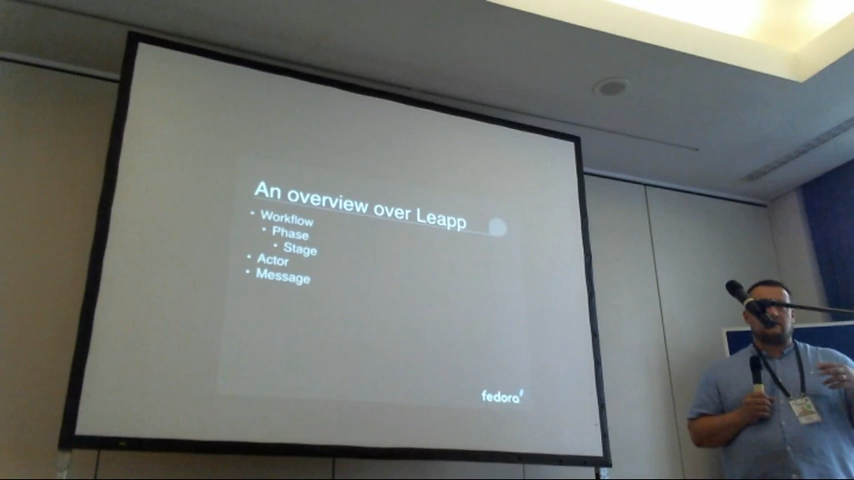 An overview over Leapp
• Workflow
• Phase
• Stage
• Actor
• Message
fedora